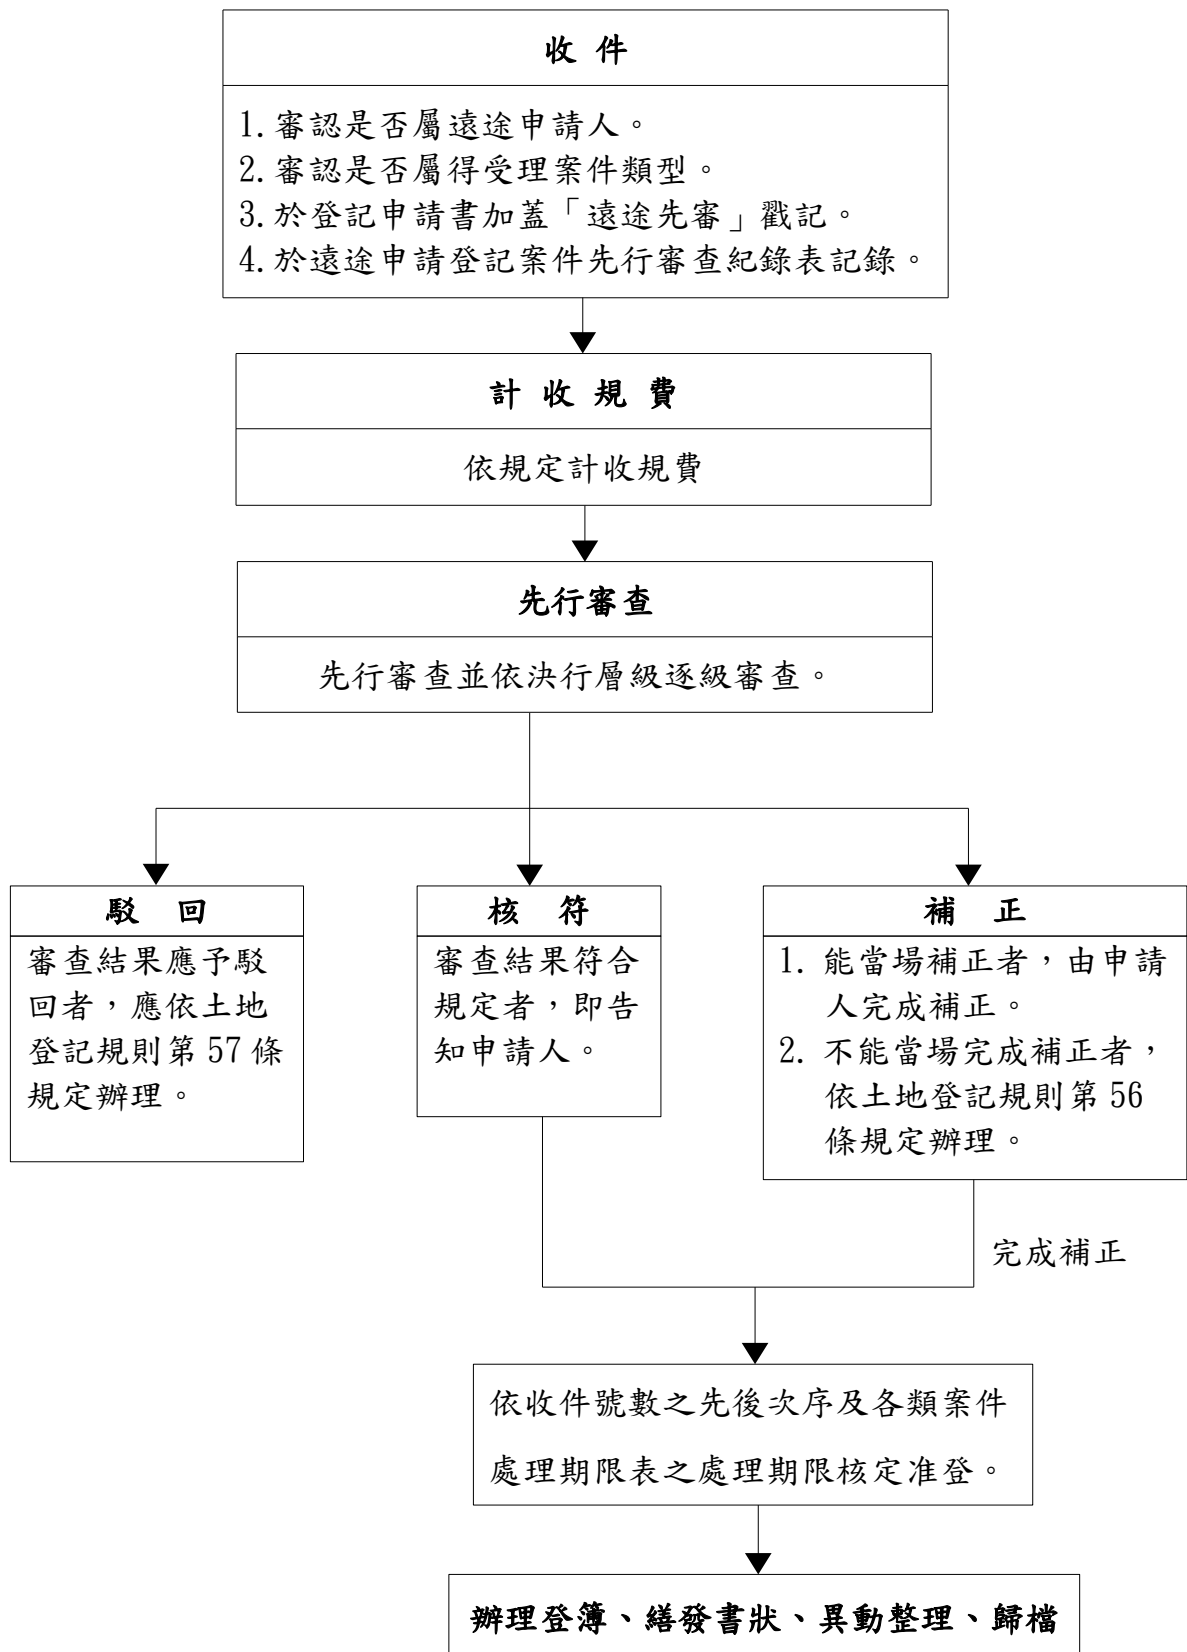 收 件
1. 審認是否屬遠途申請人。
2. 審認是否屬得受理案件類型。
3. 於登記申請書加蓋「遠途先審」戳記。
4. 於遠途申請登記案件先行審查紀錄表記錄。
計 收 規 費
依規定計收規費
先行審查
先行審查並依決行層級逐級審查。
駁 回
審查結果應予駁
回者，應依土地
登記規則第 57 條
規定辦理。
核 符
審查結果符合
規定者，即告
知申請人。
補 正
1. 能當場補正者，由申請
人完成補正。
2. 不能當場完成補正者，
依土地登記規則第 56
條規定辦理。
完成補正
依收件號數之先後次序及各類案件
處理期限表之處理期限核定准登。
辦理登簿、繕發書狀、異動整理、歸檔